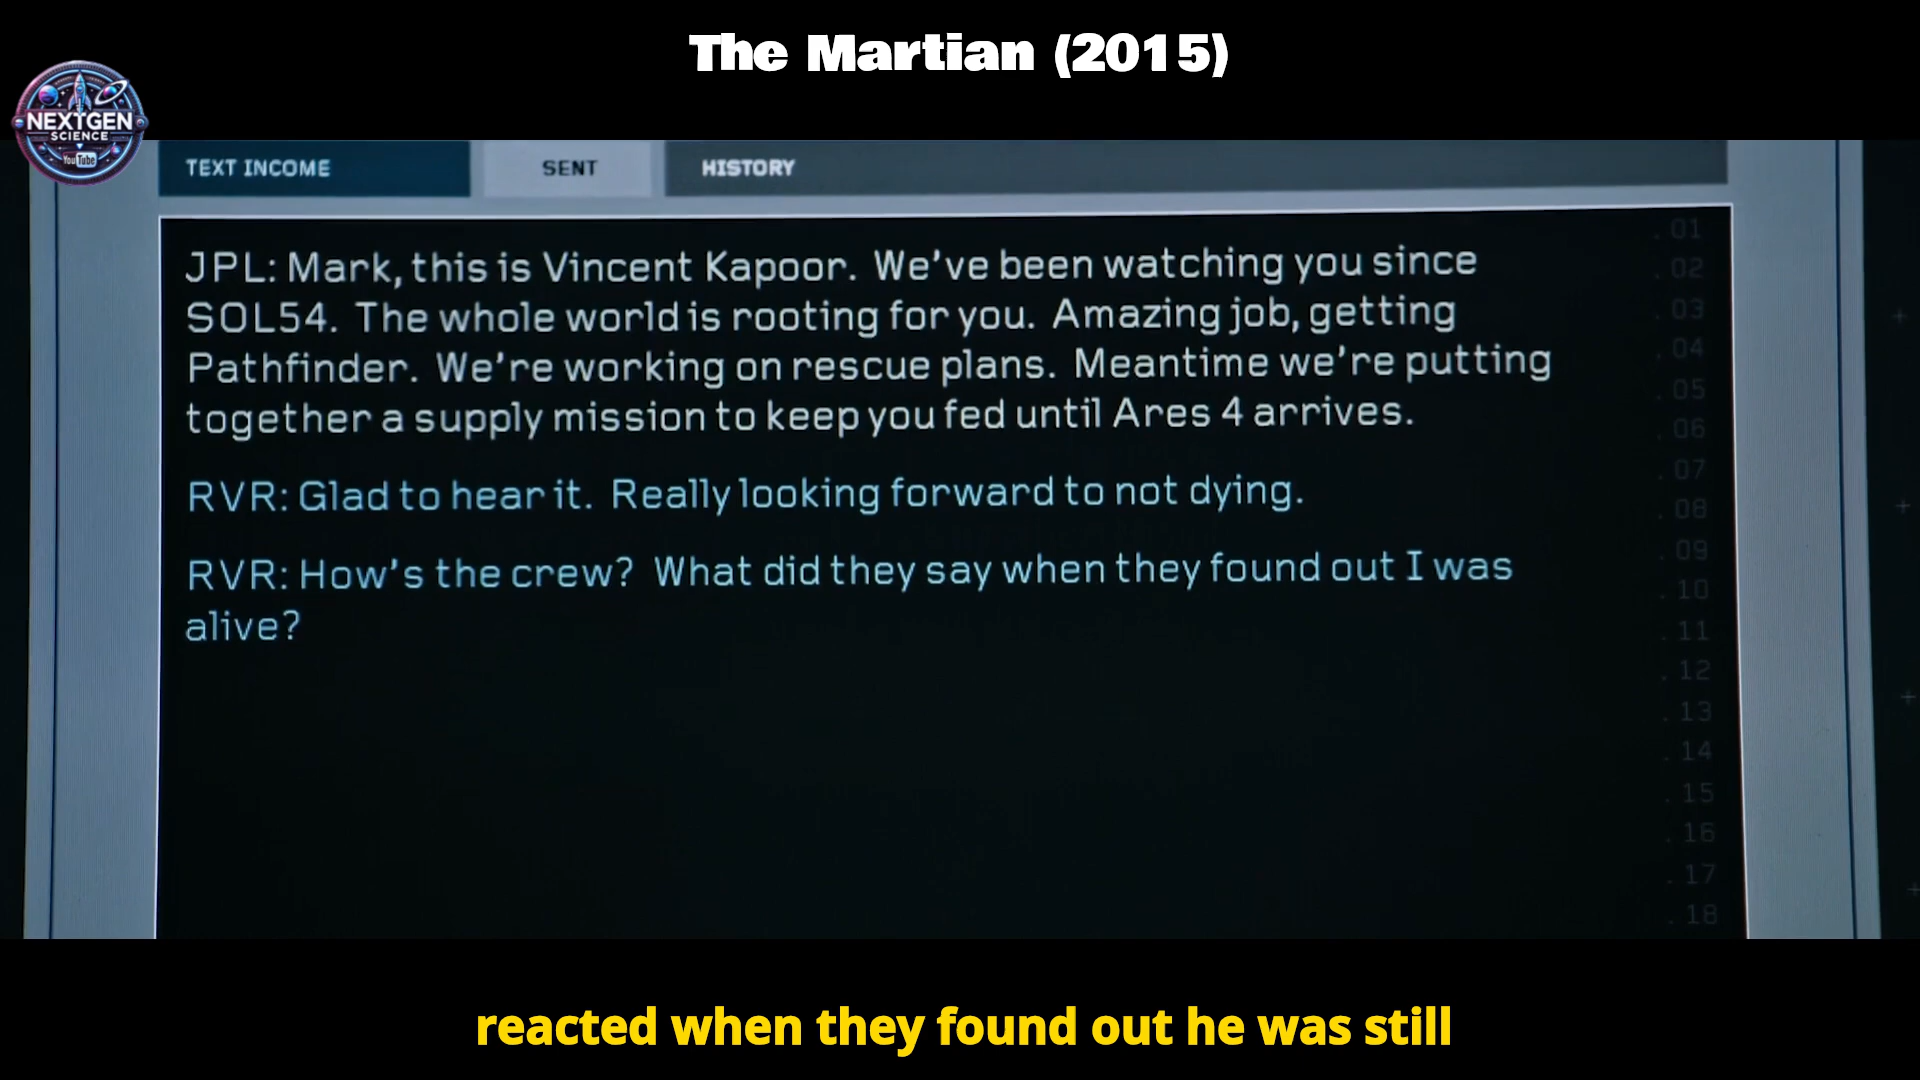 The Martian (2015)
NEXTGEN
SCIENCE
YouTube
TEXT INCOME
SENT
HISTORY
JPL: Mark, this is Vincent Kapoor. We've been watching you since
SOL54. The whole world is rooting for you. Amazing job, getting
Pathfinder. We're working on rescue plans. Meantime we're putting
together a supply mission to keep you fed until Ares 4 arrives.
RVR: Glad to hear it. Really looking forward to not dying.
RVR: How's the crew? What did they say when they found out I was
alive?
. 01
. 02
. 03
. 04
. 05
. 06
. 07
. 08
. 09
. 10
. 11
. 12
. 13
. 14
. 15
. 16
. 17
. 18
reacted when they found out he was still